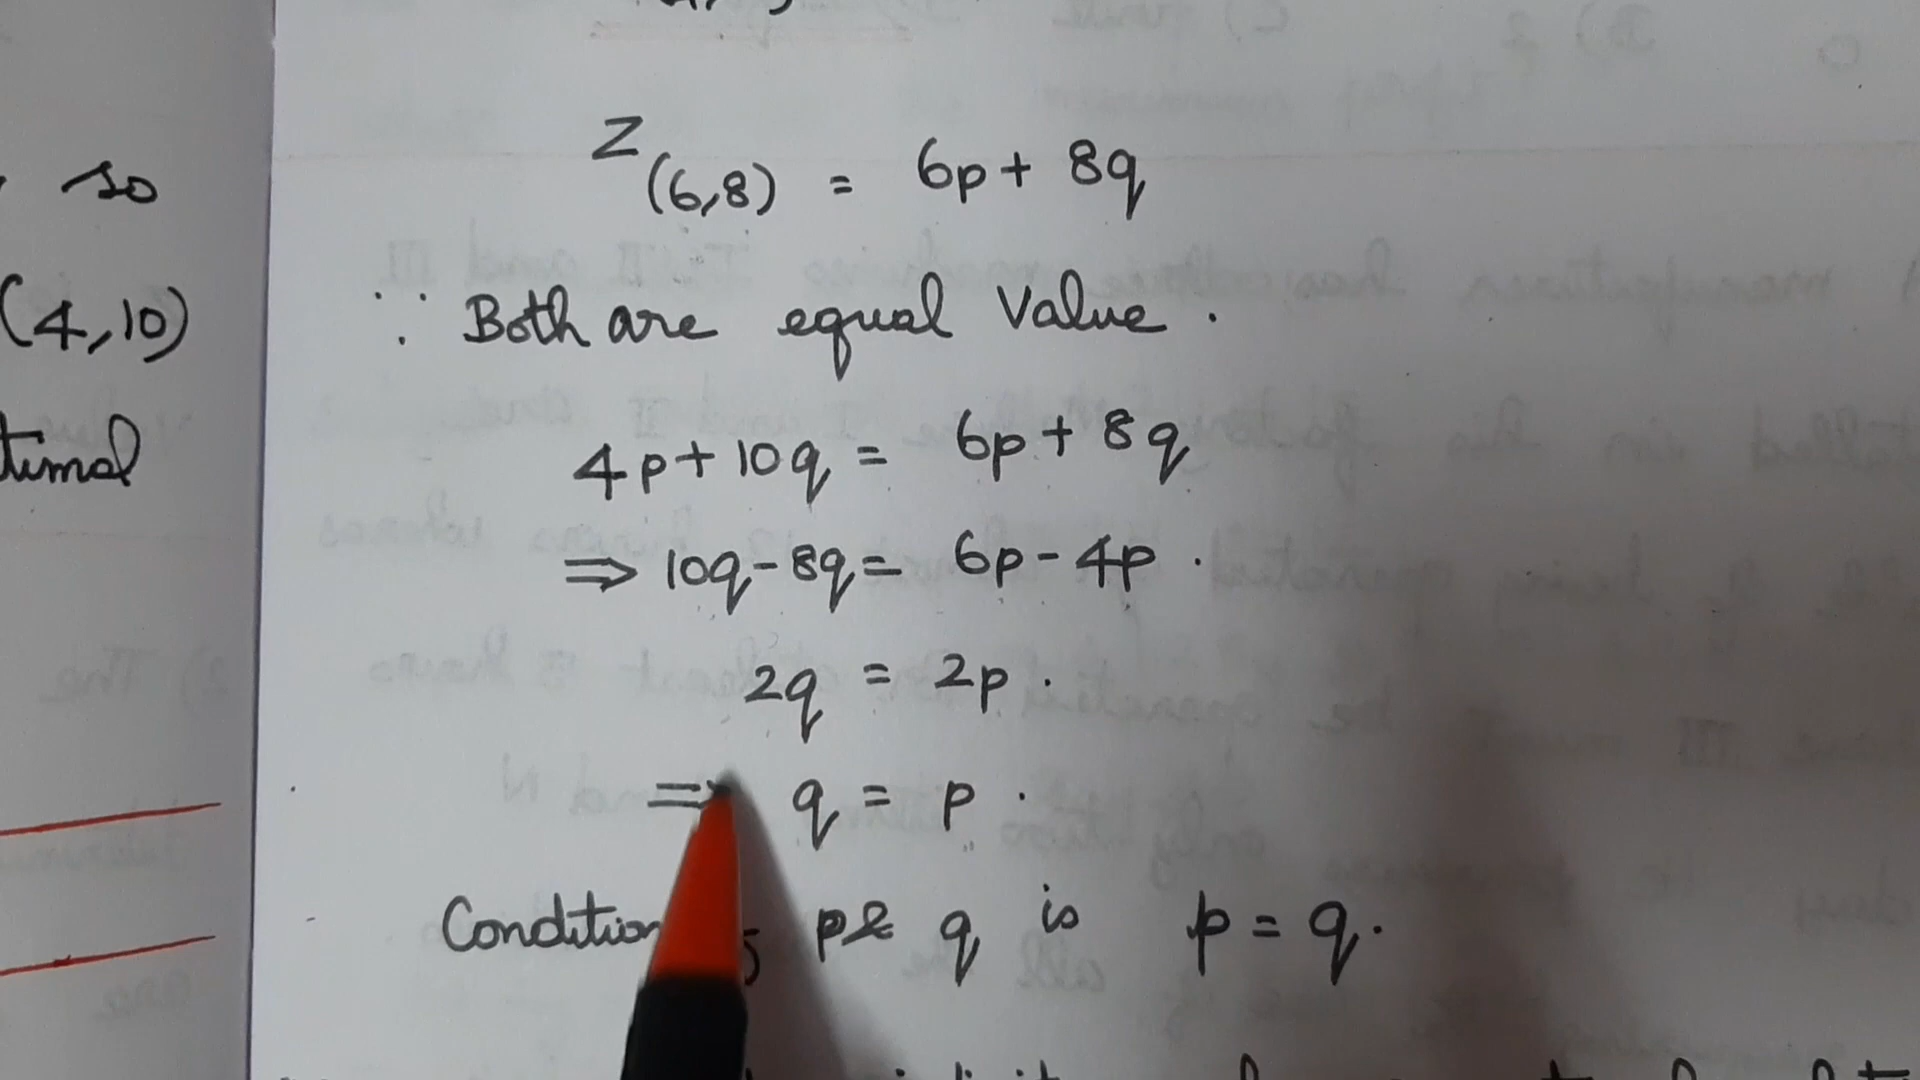 so
(4,10)
Z(6,8) = 6p + 8q
∵ Both are equal Value.
4p + 10q = 6p + 8q
⇒ 10q - 8q = 6p - 4p.
2q = 2p.
⇒ q = p.
Condition p & q is p = q.